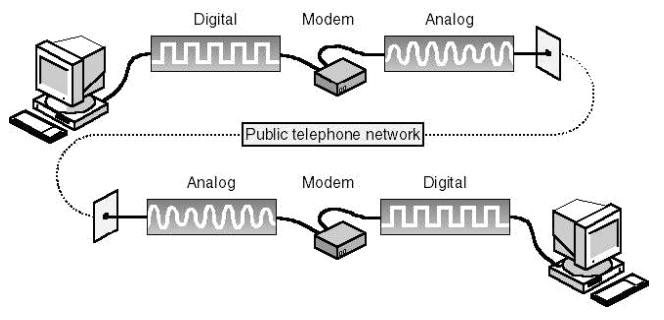 Digital
Modem
Analog
Public telephone network
Analog
Modem
Digital